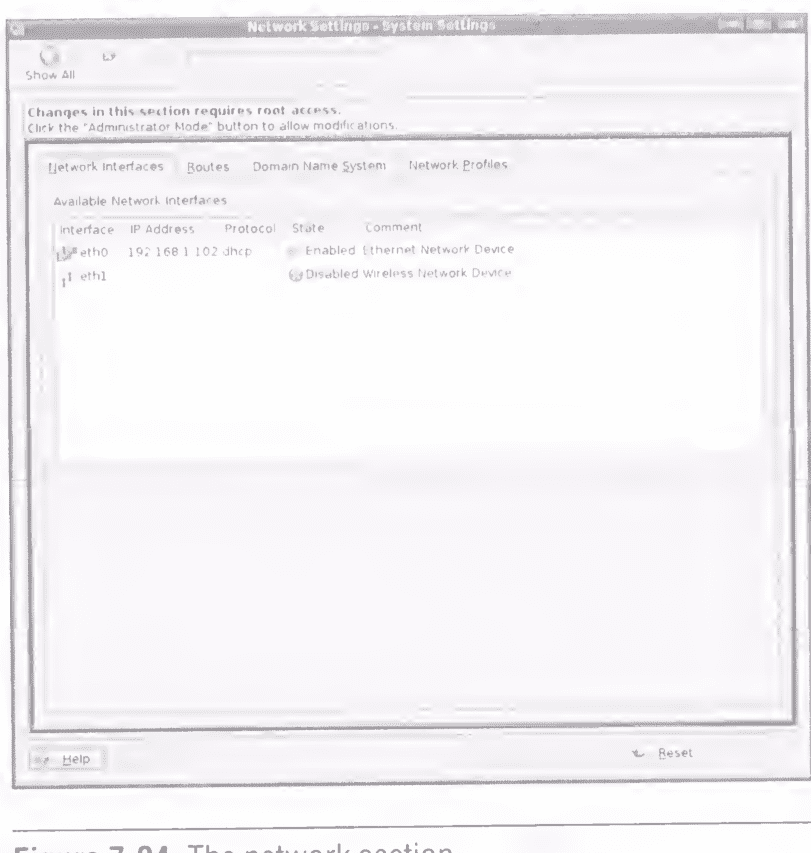 Network Settings - System Settings
Show All
Changes in this section requires root access.
Click the "Administrator Mode" button to allow modifications.
Network Interfaces Routes Domain Name System Network Profiles
Available Network Interfaces
Interface IP Address Protocol State Comment
eth0 192.168.1.102 dhcp Enabled Ethernet Network Device
eth1 Disabled Wireless Network Device
Help Reset
Figure 7-04 The network section